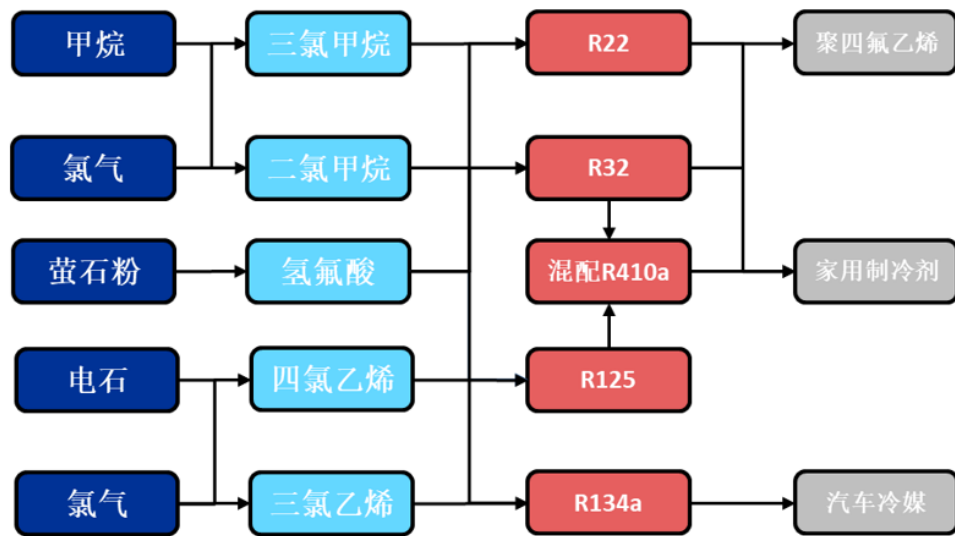 甲烷
三氯甲烷
R22
聚四氟乙烯
氯气
二氯甲烷
R32
萤石粉
氢氟酸
混配R410a
家用制冷剂
电石
四氯乙烯
R125
氯气
三氯乙烯
R134a
汽车冷媒